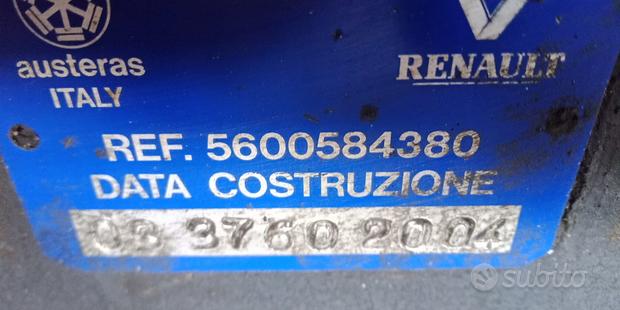 austeras
ITALY
RENAULT
REF. 5600584380
DATA COSTRUZIONE
03 3760 2004
subito